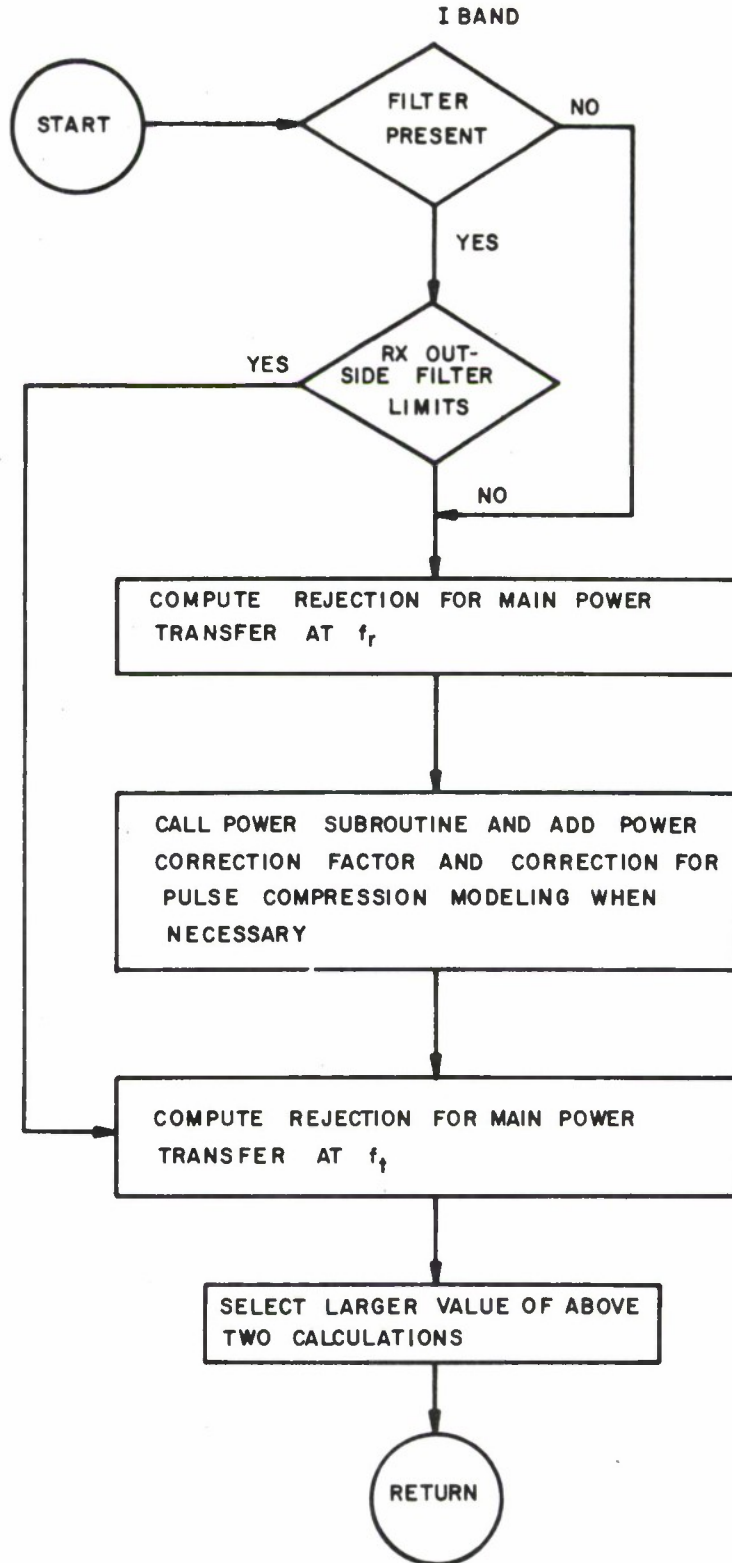 I BAND
START
FILTER
PRESENT
NO
YES
YES
RX OUT-
SIDE FILTER
LIMITS
NO
COMPUTE REJECTION FOR MAIN POWER
TRANSFER AT fr
CALL POWER SUBROUTINE AND ADD POWER
CORRECTION FACTOR AND CORRECTION FOR
PULSE COMPRESSION MODELING WHEN
NECESSARY
COMPUTE REJECTION FOR MAIN POWER
TRANSFER AT ft
SELECT LARGER VALUE OF ABOVE
TWO CALCULATIONS
RETURN